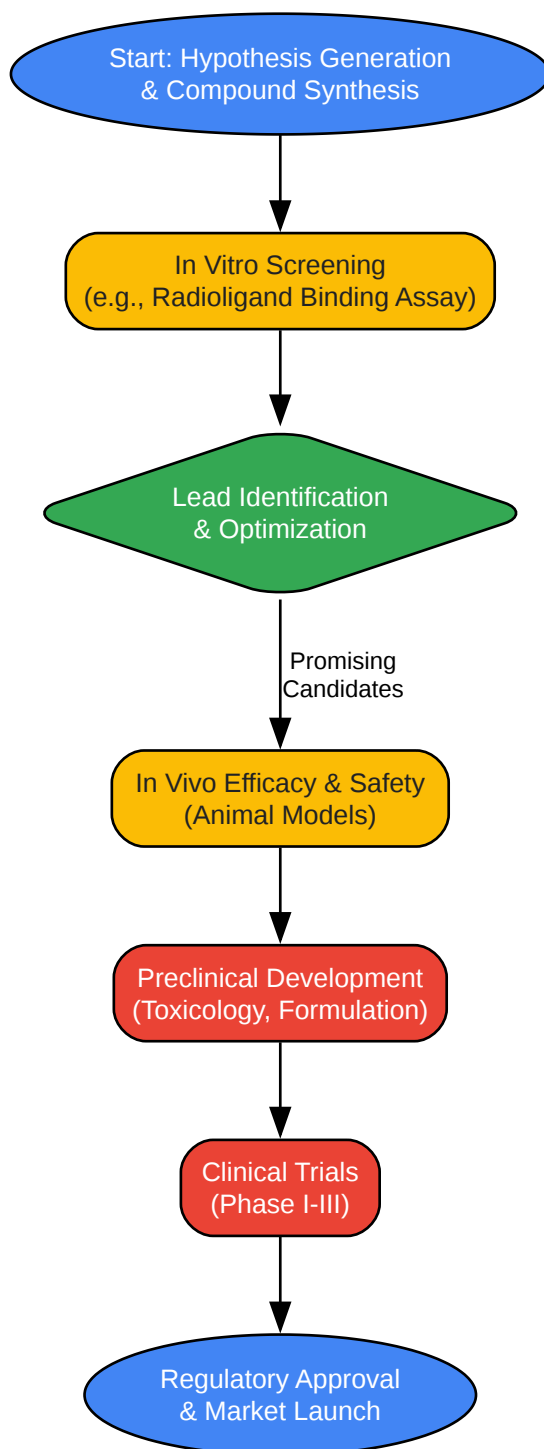 Start: Hypothesis Generation
& Compound Synthesis
In Vitro Screening
(e.g., Radioligand Binding Assay)
Lead Identification
& Optimization
Promising
Candidates
In Vivo Efficacy & Safety
(Animal Models)
Preclinical Development
(Toxicology, Formulation)
Clinical Trials
(Phase I-III)
Regulatory Approval
& Market Launch